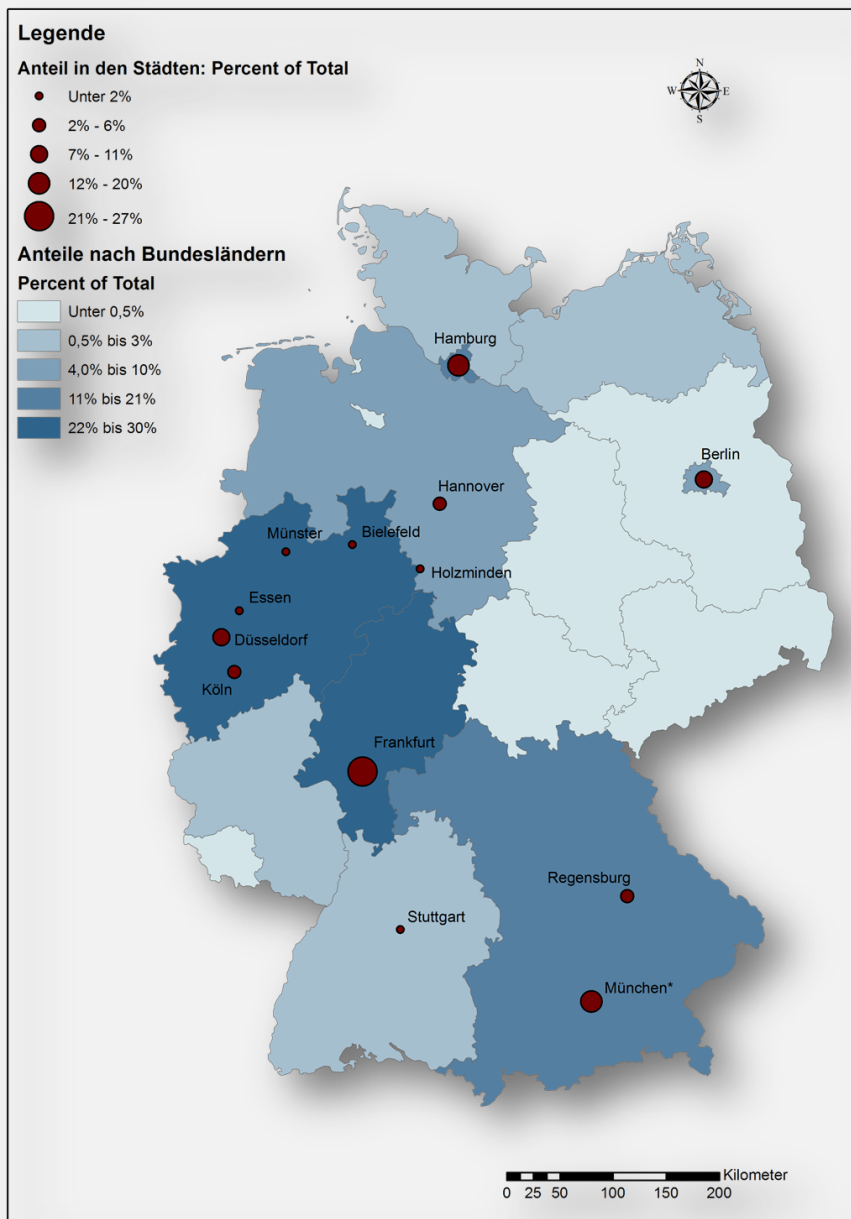 Legende
Anteil in den Städten: Percent of Total
Unter 2%
2% - 6%
7% - 11%
12% - 20%
21% - 27%
Anteile nach Bundesländern
Percent of Total
Unter 0,5%
0,5% bis 3%
4,0% bis 10%
11% bis 21%
22% bis 30%
N
W E
S
Hamburg
Berlin
Hannover
Münster
Bielefeld
Holzminden
Essen
Düsseldorf
Köln
Frankfurt
Regensburg
Stuttgart
München*
Kilometer
0 25 50 100 150 200